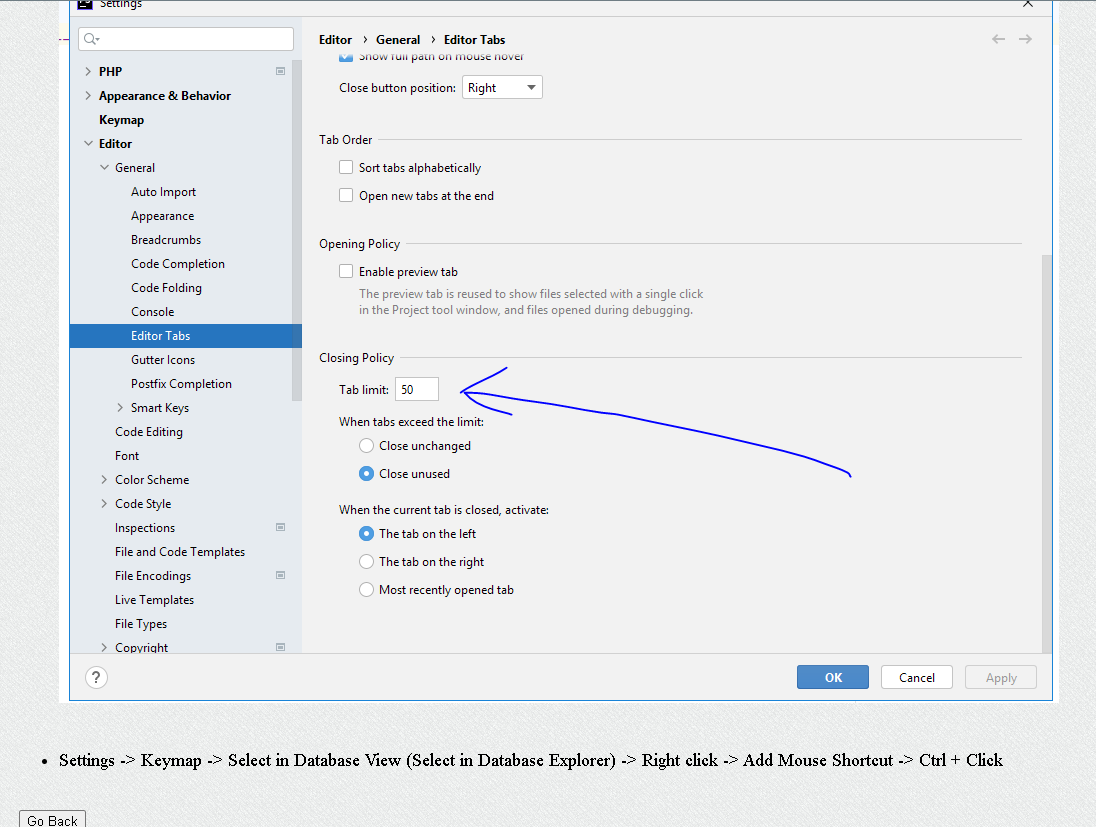 Settings
Editor › General › Editor Tabs
PHP
Appearance & Behavior
Keymap
Editor
General
Auto Import
Appearance
Breadcrumbs
Code Completion
Code Folding
Console
Editor Tabs
Gutter Icons
Postfix Completion
Smart Keys
Code Editing
Font
Color Scheme
Code Style
Inspections
File and Code Templates
File Encodings
Live Templates
File Types
Copyright
Show full path on mouse hover
Close button position: Right
Tab Order
Sort tabs alphabetically
Open new tabs at the end
Opening Policy
Enable preview tab
The preview tab is reused to show files selected with a single click
in the Project tool window, and files opened during debugging.
Closing Policy
Tab limit: 50
When tabs exceed the limit:
Close unchanged
Close unused
When the current tab is closed, activate:
The tab on the left
The tab on the right
Most recently opened tab
? OK Cancel Apply
• Settings -> Keymap -> Select in Database View (Select in Database Explorer) -> Right click -> Add Mouse Shortcut -> Ctrl + Click
Go Back